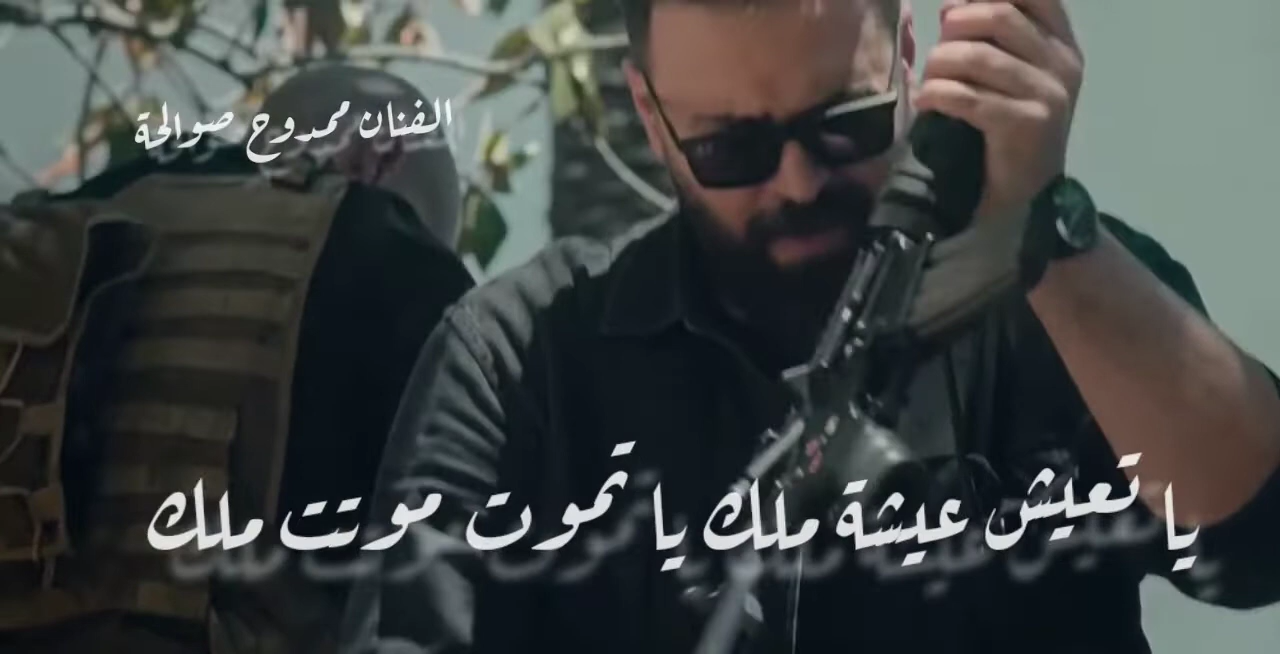 الفنان ممدوح صوالحة
يا تعيش عيشة ملك يا تموت موتت ملك